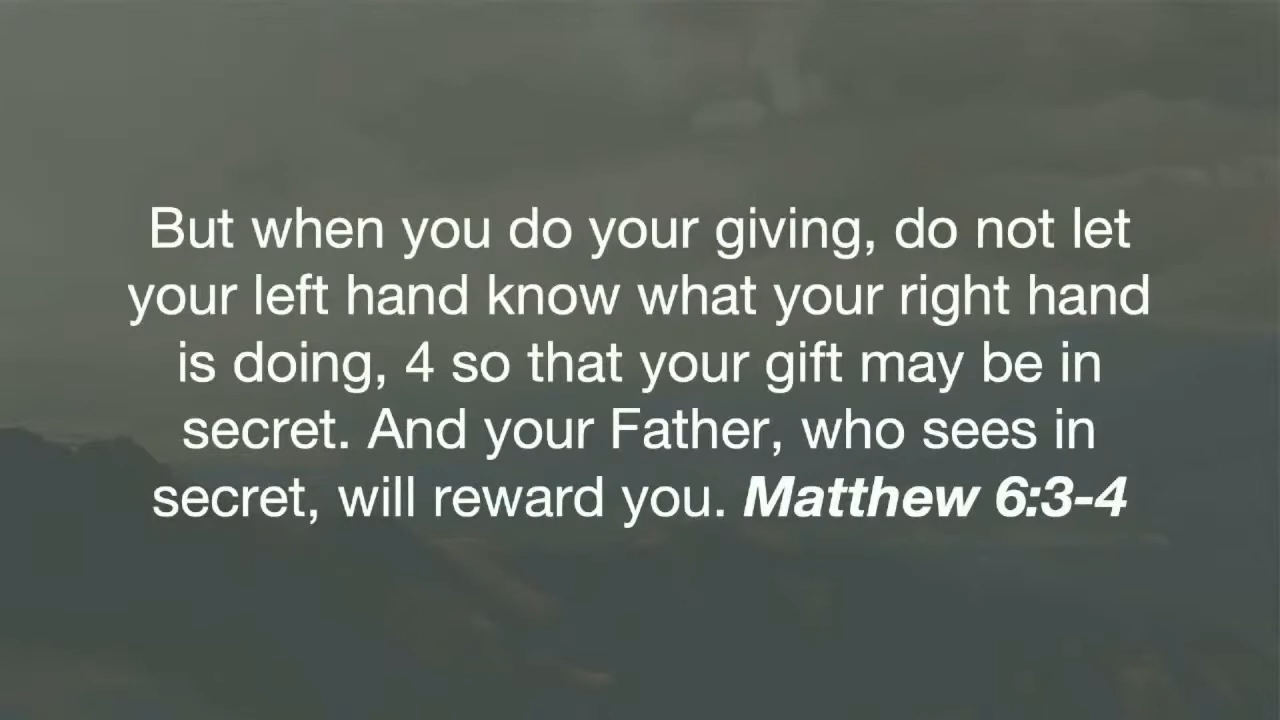 But when you do your giving, do not let
your left hand know what your right hand
is doing, 4 so that your gift may be in
secret. And your Father, who sees in
secret, will reward you. Matthew 6:3-4